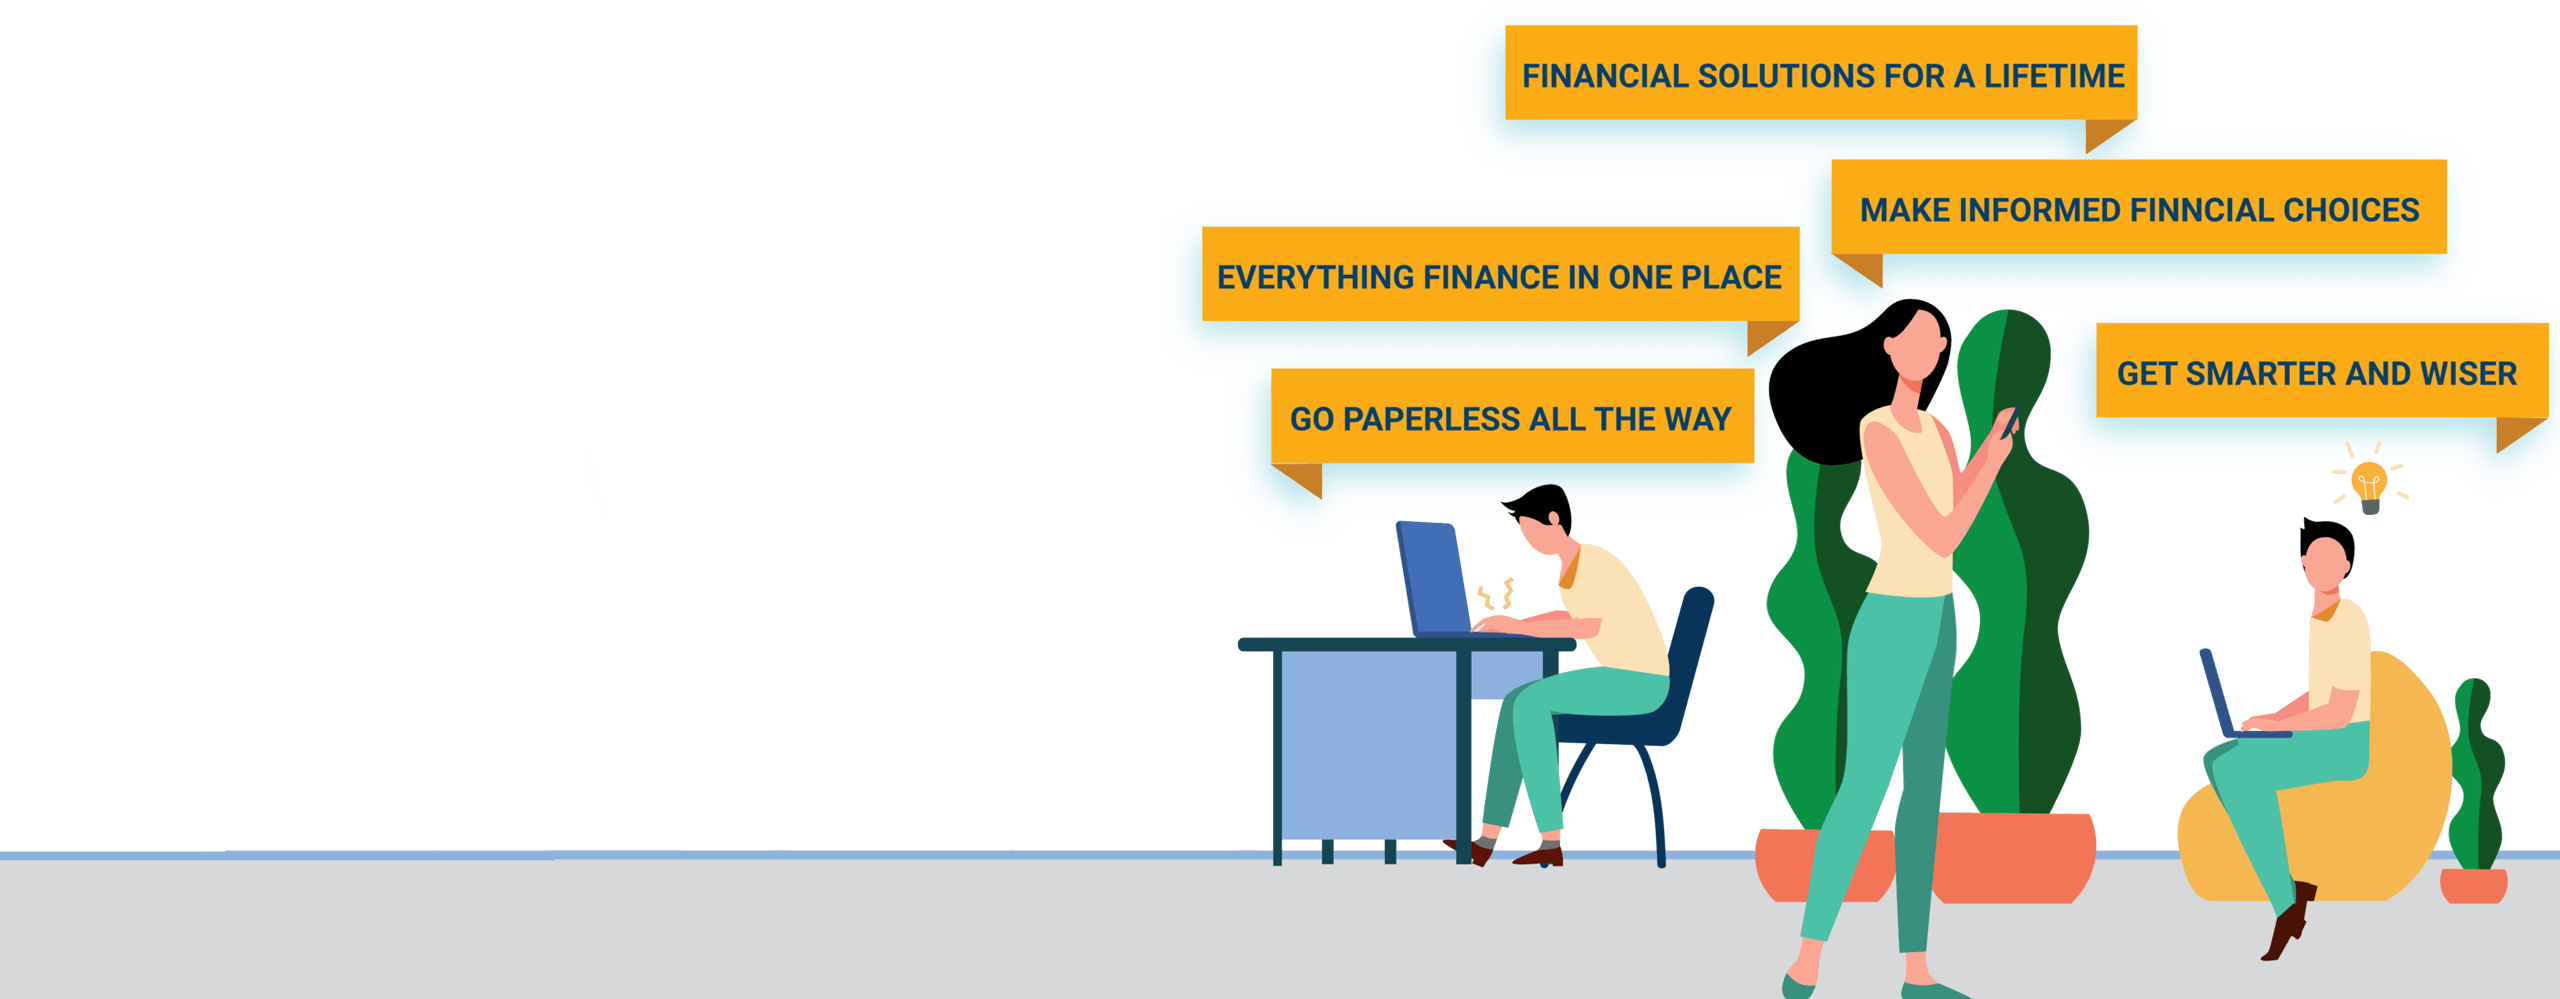 FINANCIAL SOLUTIONS FOR A LIFETIME
MAKE INFORMED FINNCIAL CHOICES
EVERYTHING FINANCE IN ONE PLACE
GET SMARTER AND WISER
GO PAPERLESS ALL THE WAY